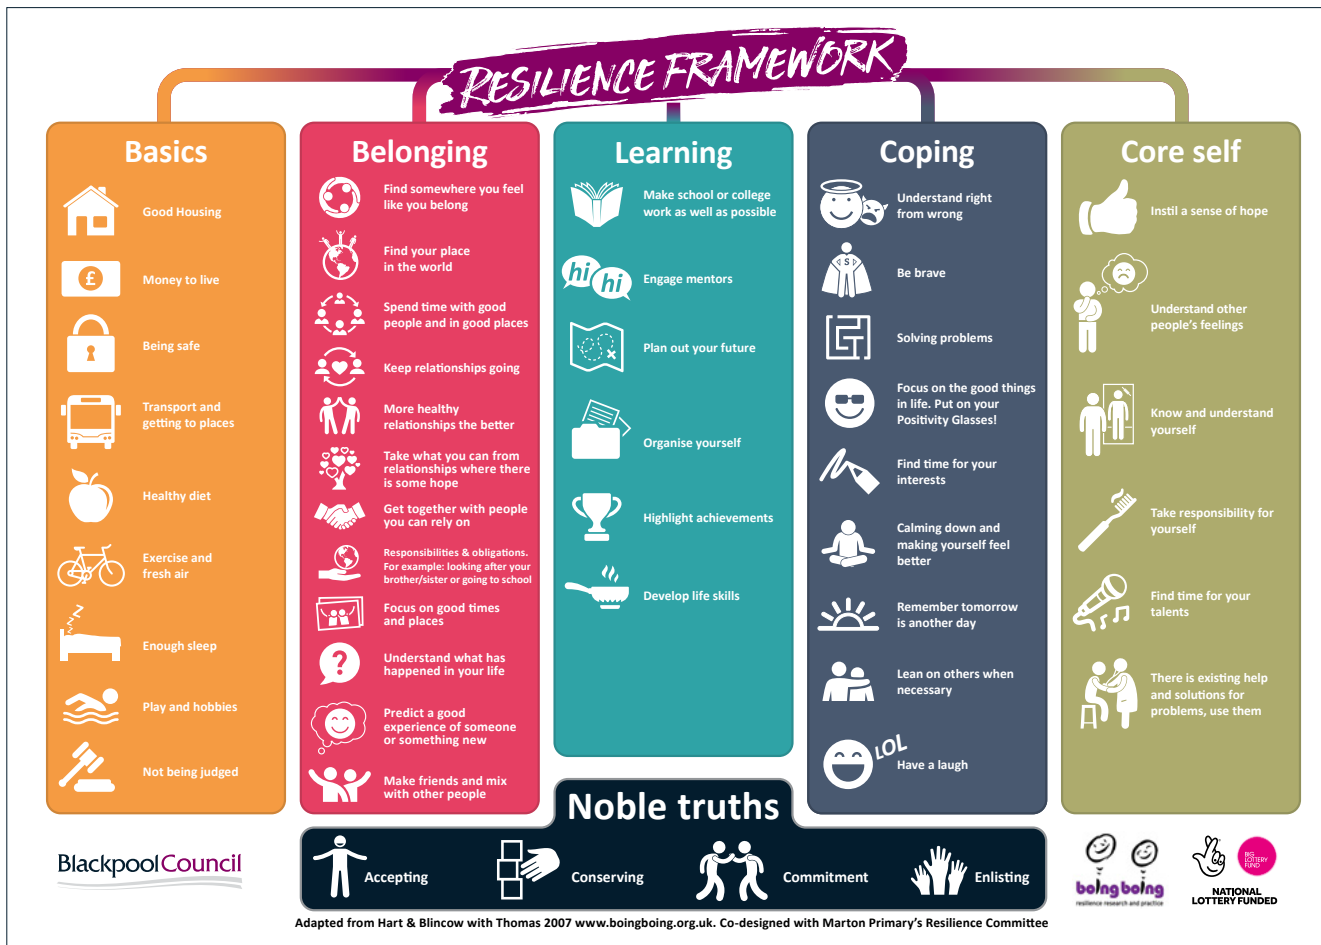 RESILIENCE FRAMEWORK
Basics
Good Housing
£
Money to live
Being safe
Transport and
getting to places
Healthy diet
Exercise and
fresh air
zzz
Enough sleep
Play and hobbies
Not being judged
Belonging
Find somewhere you feel
like you belong
Find your place
in the world
Spend time with good
people and in good places
Keep relationships going
More healthy
relationships the better
Take what you can from
relationships where there
is some hope
Get together with people
you can rely on
Responsibilities & obligations.
For example: looking after your
brother/sister or going to school
Focus on good times
and places
?
Understand what has
happened in your life
Predict a good
experience of someone
or something new
Make friends and mix
with other people
Learning
Make school or college
work as well as possible
hi hi
Engage mentors
Plan out your future
Organise yourself
Highlight achievements
Develop life skills
Coping
Understand right
from wrong
S
Be brave
Solving problems
Focus on the good things
in life. Put on your
Positivity Glasses!
Find time for your
interests
Calming down and
making yourself feel
better
Remember tomorrow
is another day
Lean on others when
necessary
LOL
Have a laugh
Core self
Instil a sense of hope
Understand other
people's feelings
Know and understand
yourself
Take responsibility for
yourself
Find time for your
talents
There is existing help
and solutions for
problems, use them
Noble truths
Accepting
Conserving
Commitment
Enlisting
BlackpoolCouncil
boingboing
resilience research and practice
BIG
LOTTERY
FUND
NATIONAL
LOTTERY FUNDED
Adapted from Hart & Blincow with Thomas 2007 www.boingboing.org.uk. Co-designed with Marton Primary's Resilience Committee